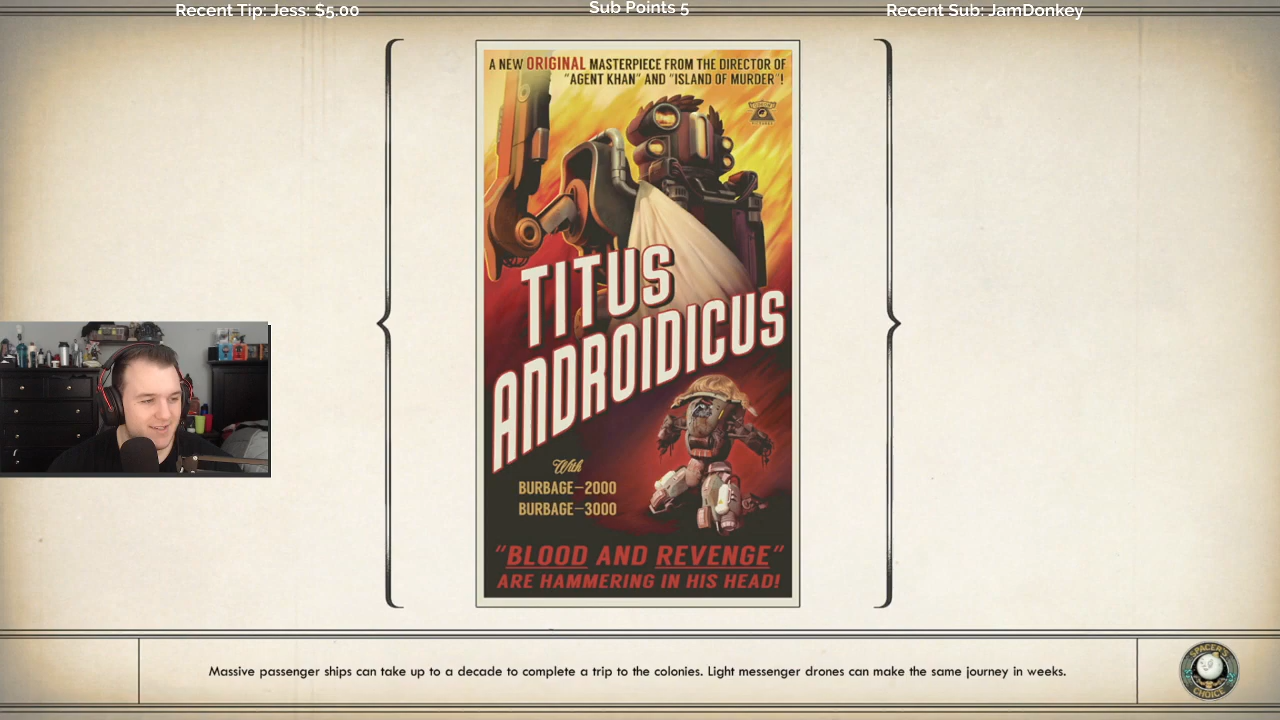 Recent Tip: Jess: $5.00
Sub Points 5
Recent Sub: JamDonkey
A NEW ORIGINAL MASTERPIECE FROM THE DIRECTOR OF
"AGENT KHAN" AND "ISLAND OF MURDER"!
TITUS
ANDROIDICUS
With
BURBAGE-2000
BURBAGE-3000
"BLOOD AND REVENGE"
ARE HAMMERING IN HIS HEAD!
Massive passenger ships can take up to a decade to complete a trip to the colonies. Light messenger drones can make the same journey in weeks.
SPACER'S
CHOICE